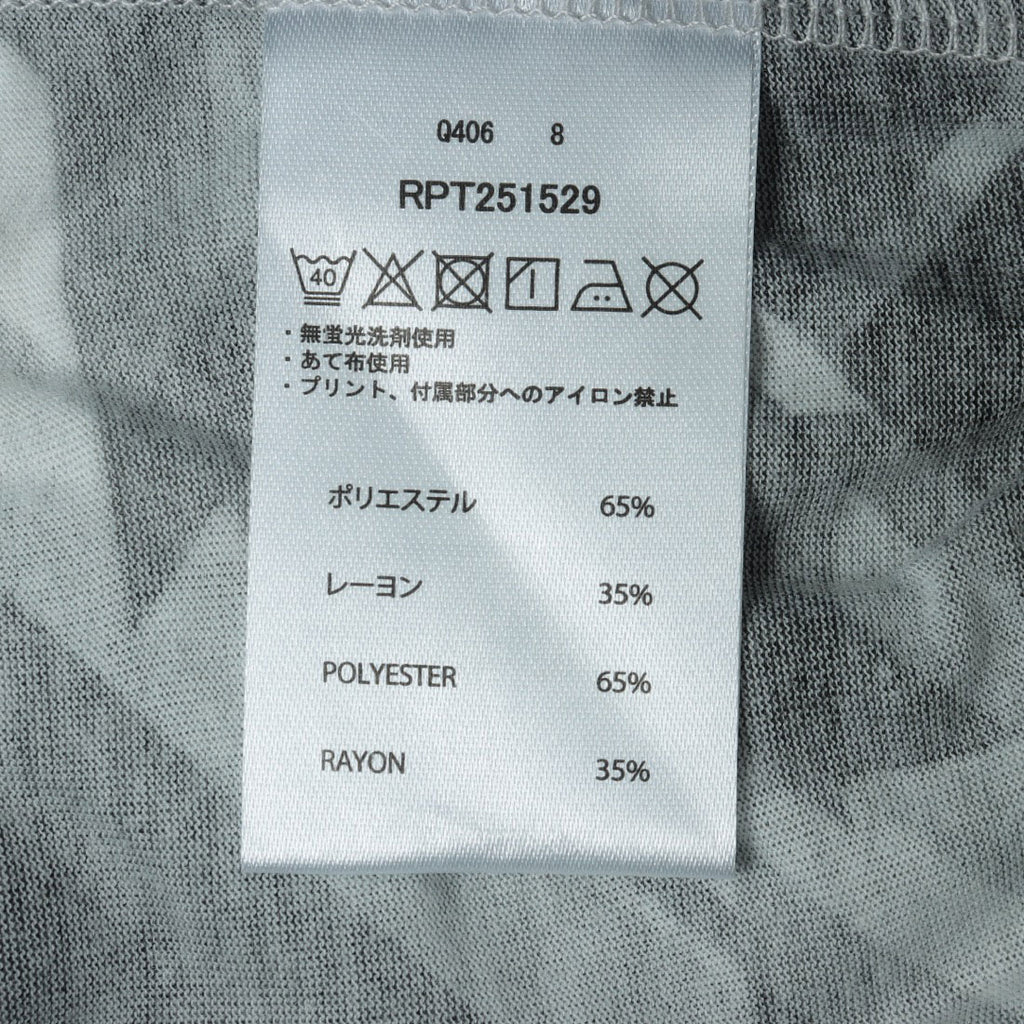 Q406 8
RPT251529
40
・無蛍光洗剤使用
・あて布使用
・プリント、付属部分へのアイロン禁止
ポリエステル 65%
レーヨン 35%
POLYESTER 65%
RAYON 35%